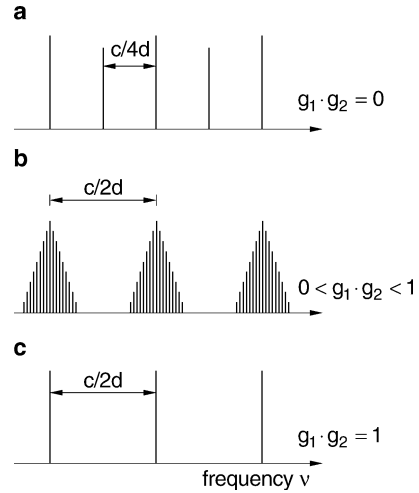 a
c/4d
g₁ · g₂ = 0
b
c/2d
0 < g₁ · g₂ < 1
c
c/2d
g₁ · g₂ = 1
frequency ν